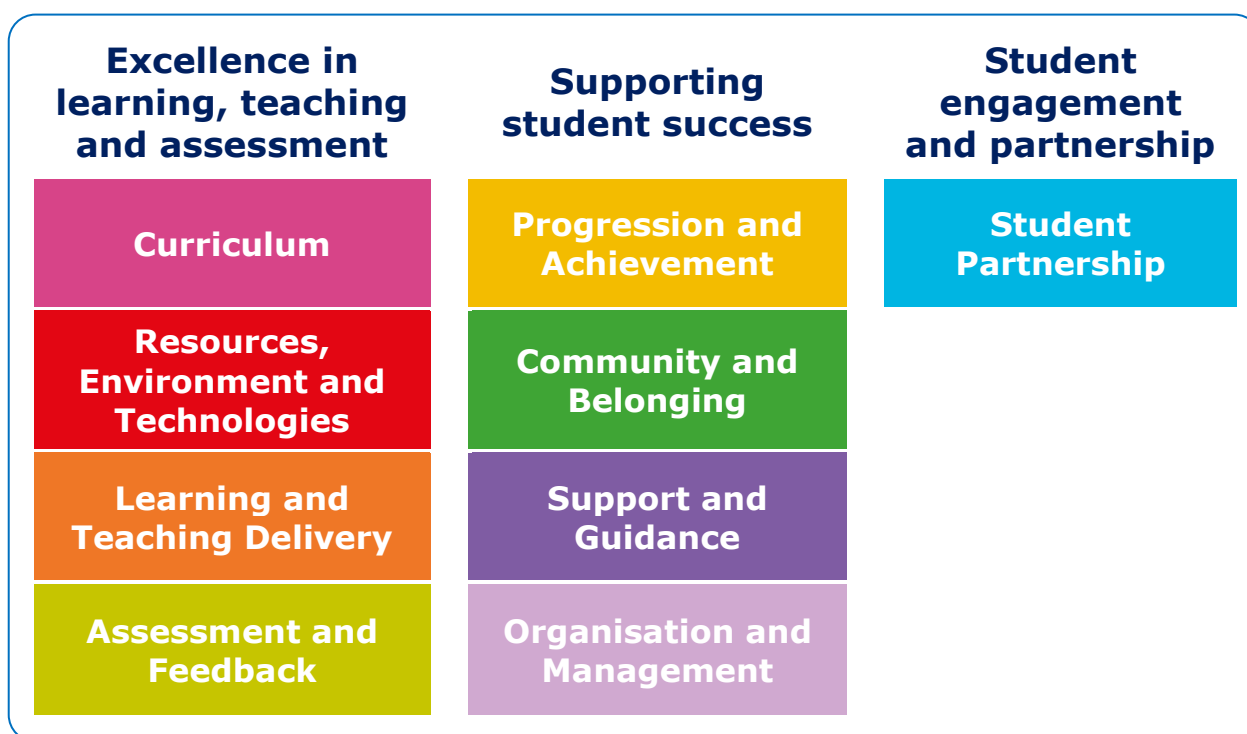 Excellence in
learning, teaching
and assessment
Curriculum
Resources,
Environment and
Technologies
Learning and
Teaching Delivery
Assessment and
Feedback
Supporting
student success
Progression and
Achievement
Community and
Belonging
Support and
Guidance
Organisation and
Management
Student
engagement
and partnership
Student
Partnership